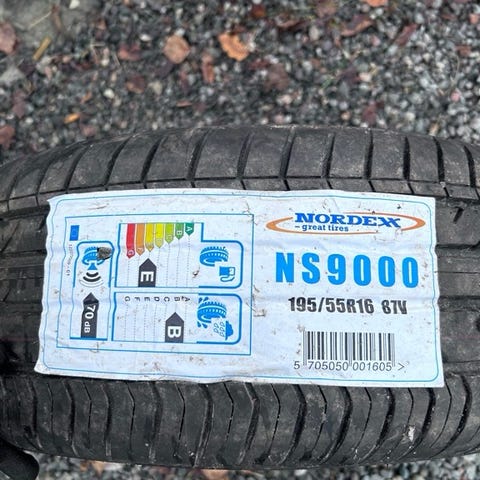 NORDEXX
- great tires
NS9000
195/55R16 87V
5 705050 001605 >
A
B
G
E
A B C D E F G
B
70 dB